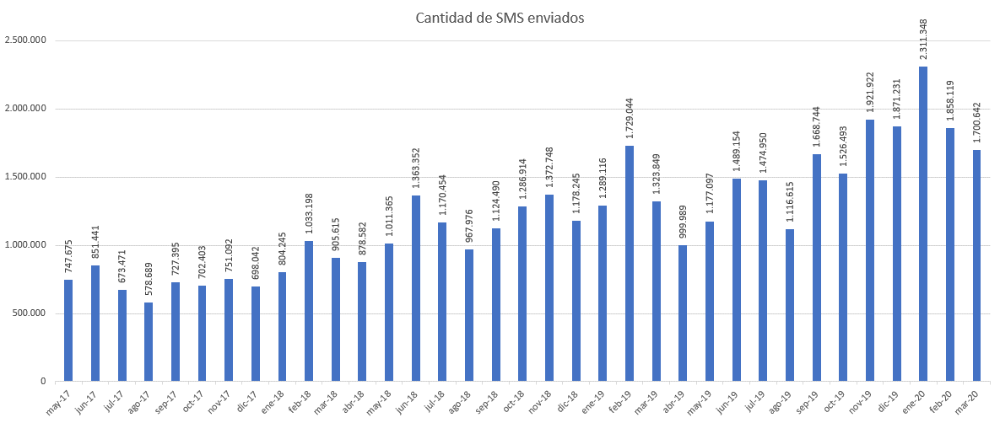 Cantidad de SMS enviados
2.500.000
2.000.000
1.500.000
1.000.000
500.000
0
747.675
851.441
673.471
578.689
727.395
702.403
751.092
698.042
804.245
1.033.198
905.615
878.582
1.011.365
1.363.352
1.170.454
967.976
1.124.490
1.286.914
1.372.748
1.178.245
1.289.116
1.729.044
1.323.849
999.989
1.177.097
1.489.154
1.474.950
1.116.615
1.668.744
1.526.493
1.921.922
1.871.231
2.311.348
1.858.119
1.700.642
may-17
jun-17
jul-17
ago-17
sep-17
oct-17
nov-17
dic-17
ene-18
feb-18
mar-18
abr-18
may-18
jun-18
jul-18
ago-18
sep-18
oct-18
nov-18
dic-18
ene-19
feb-19
mar-19
abr-19
may-19
jun-19
jul-19
ago-19
sep-19
oct-19
nov-19
dic-19
ene-20
feb-20
mar-20